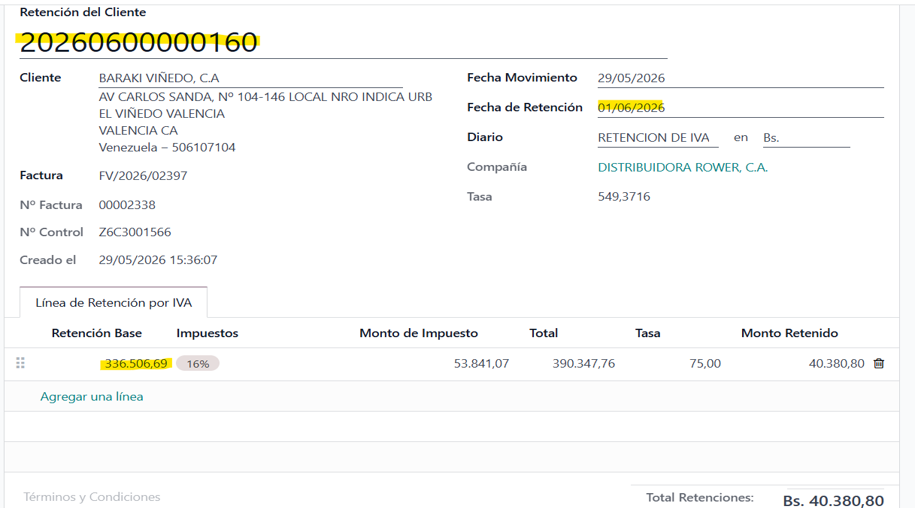 Retención del Cliente
20260600000160
Cliente BARAKI VIÑEDO, C.A
AV CARLOS SANDA, Nº 104-146 LOCAL NRO INDICA URB
EL VIÑEDO VALENCIA
VALENCIA CA
Venezuela – 506107104
Factura FV/2026/02397
Nº Factura 00002338
Nº Control Z6C3001566
Creado el 29/05/2026 15:36:07
Fecha Movimiento 29/05/2026
Fecha de Retención 01/06/2026
Diario RETENCION DE IVA en Bs.
Compañía DISTRIBUIDORA ROWER, C.A.
Tasa 549,3716
Línea de Retención por IVA
Retención Base Impuestos Monto de Impuesto Total Tasa Monto Retenido
336.506,69 16% 53.841,07 390.347,76 75,00 40.380,80
Agregar una línea
Términos y Condiciones
Total Retenciones: Bs. 40.380,80